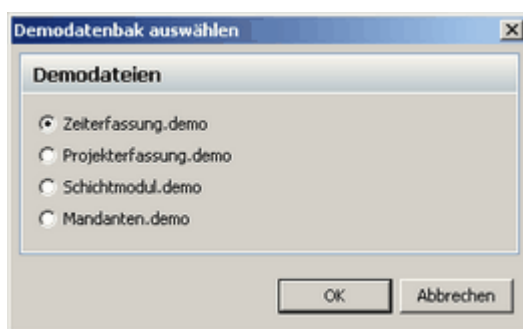 Demodatenbak auswählen
Demodateien
Zeiterfassung.demo
Projekterfassung.demo
Schichtmodul.demo
Mandanten.demo
OK Abbrechen